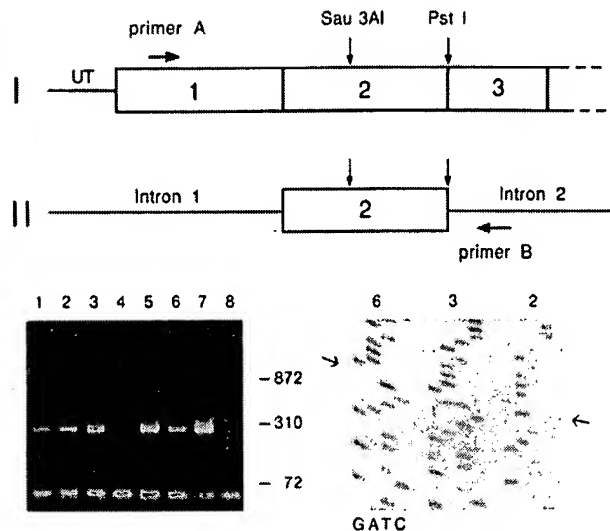 primer A
Sau 3AI
Pst I
UT
I
1
2
3
II
Intron 1
2
Intron 2
primer B
1 2 3 4 5 6 7 8
6 3 2
-872
-310
-72
GATC